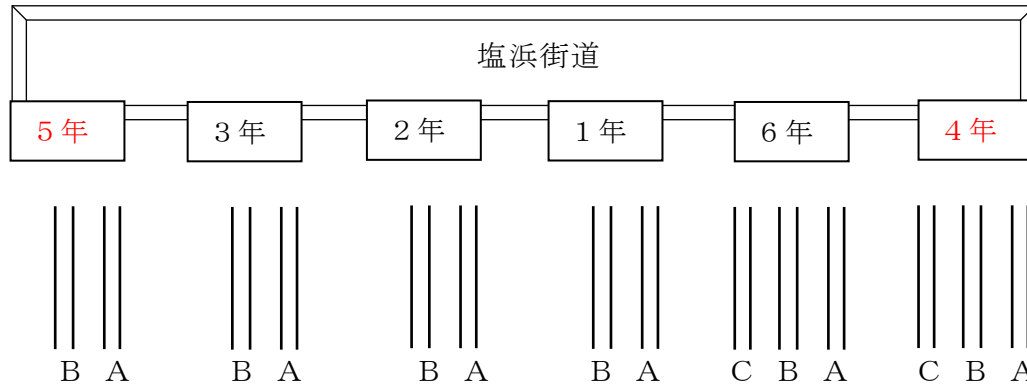 塩浜街道
５年 ３年 ２年 １年 ６年 ４年
Ｂ Ａ Ｂ Ａ Ｂ Ａ Ｂ Ａ Ｃ Ｂ Ａ Ｃ Ｂ Ａ